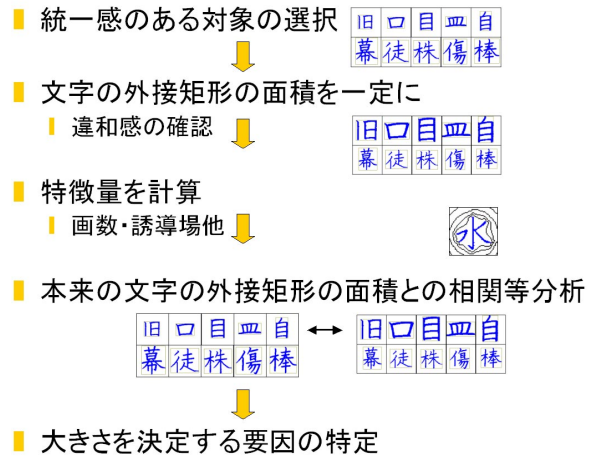 統一感のある対象の選択
旧口目皿自
幕徒株傷棒
文字の外接矩形の面積を一定に
違和感の確認
旧口目皿自
幕徒株傷棒
特徴量を計算
画数・誘導場他
水
本来の文字の外接矩形の面積との相関等分析
旧口目皿自
幕徒株傷棒
旧口目皿自
幕徒株傷棒
大きさを決定する要因の特定